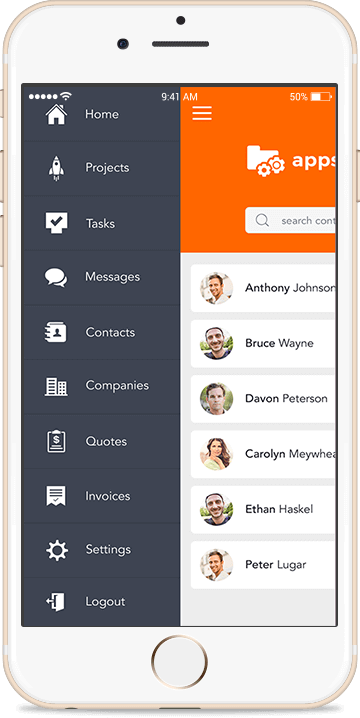 9:41 AM
50%
Home
Projects
Tasks
Messages
Contacts
Companies
Quotes
Invoices
Settings
Logout
apps
search cont
Anthony Johnson
Bruce Wayne
Davon Peterson
Carolyn Meywhea
Ethan Haskel
Peter Lugar